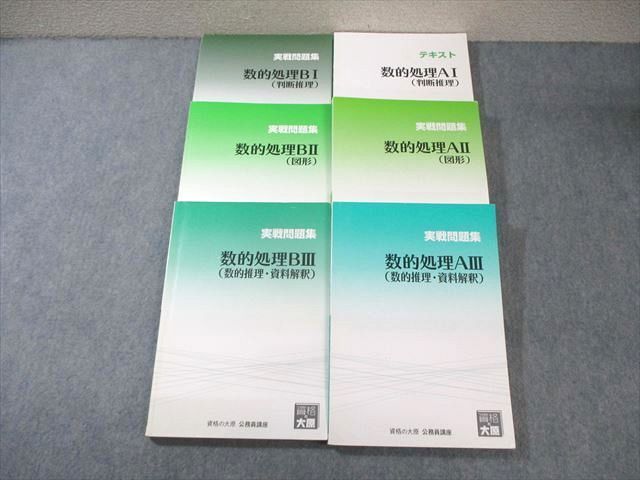 実戦問題集
数的処理BⅠ
(判断推理)
テキスト
数的処理AⅠ
(判断推理)
実戦問題集
数的処理BⅡ
(図形)
実戦問題集
数的処理AⅡ
(図形)
実戦問題集
数的処理BⅢ
(数的推理・資料解釈)
資格の大原 公務員講座
資格の大原
実戦問題集
数的処理AⅢ
(数的推理・資料解釈)
資格の大原 公務員講座
資格の大原